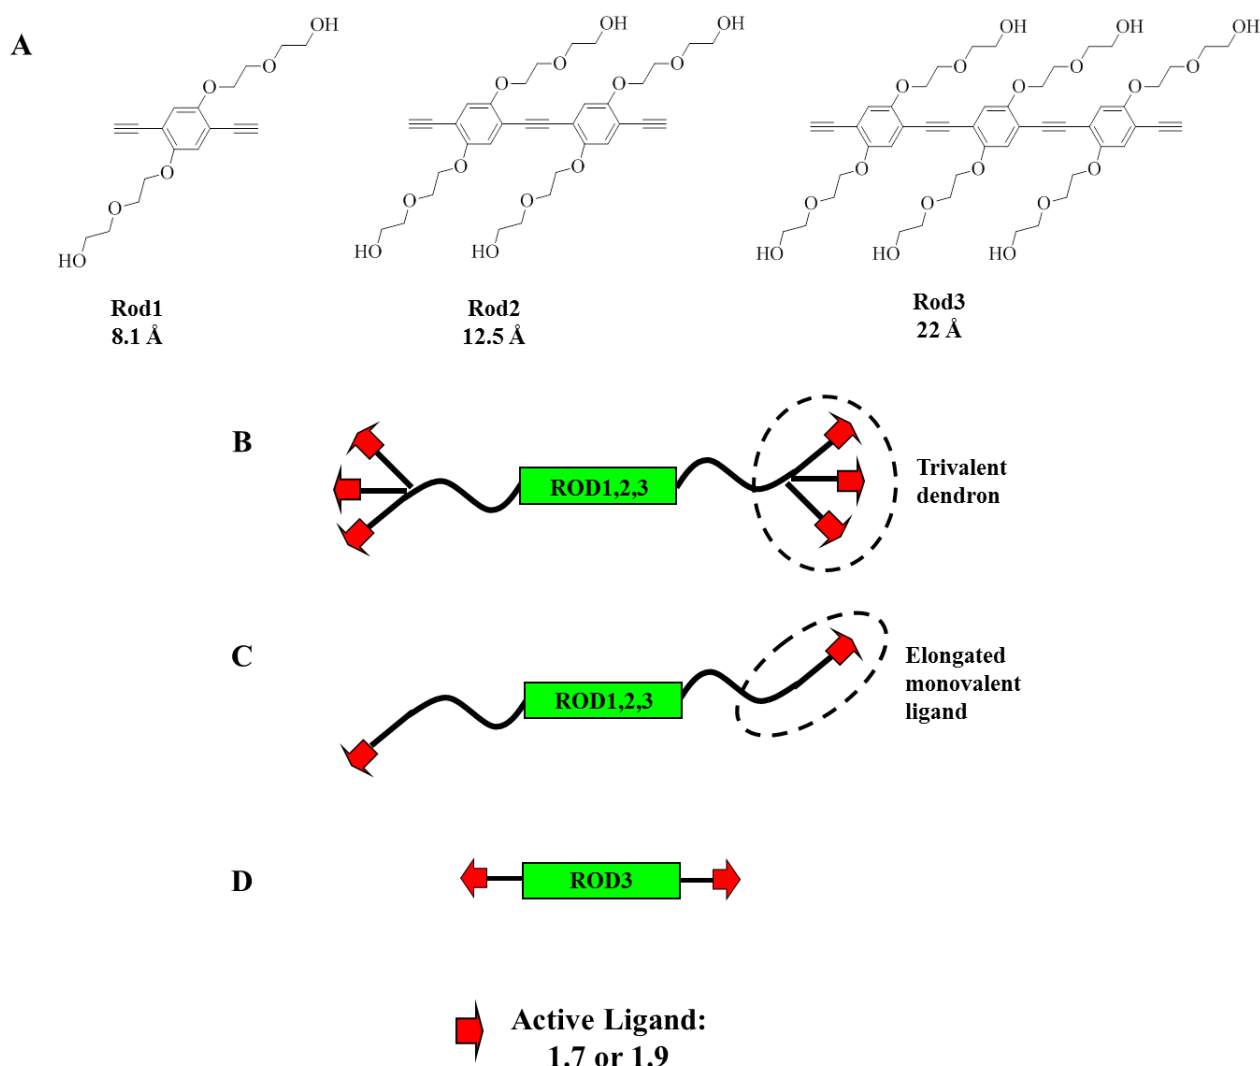 A
OH
O
O
O
O
HO
Rod1
8.1 Å
OH
OH
O
O
O
O
O
O
O
O
HO
HO
Rod2
12.5 Å
OH
OH
OH
O
O
O
O
O
O
O
O
O
O
O
O
HO
HO
HO
Rod3
22 Å
B
ROD1,2,3
Trivalent
dendron
C
ROD1,2,3
Elongated
monovalent
ligand
D
ROD3
Active Ligand:
1.7 or 1.9